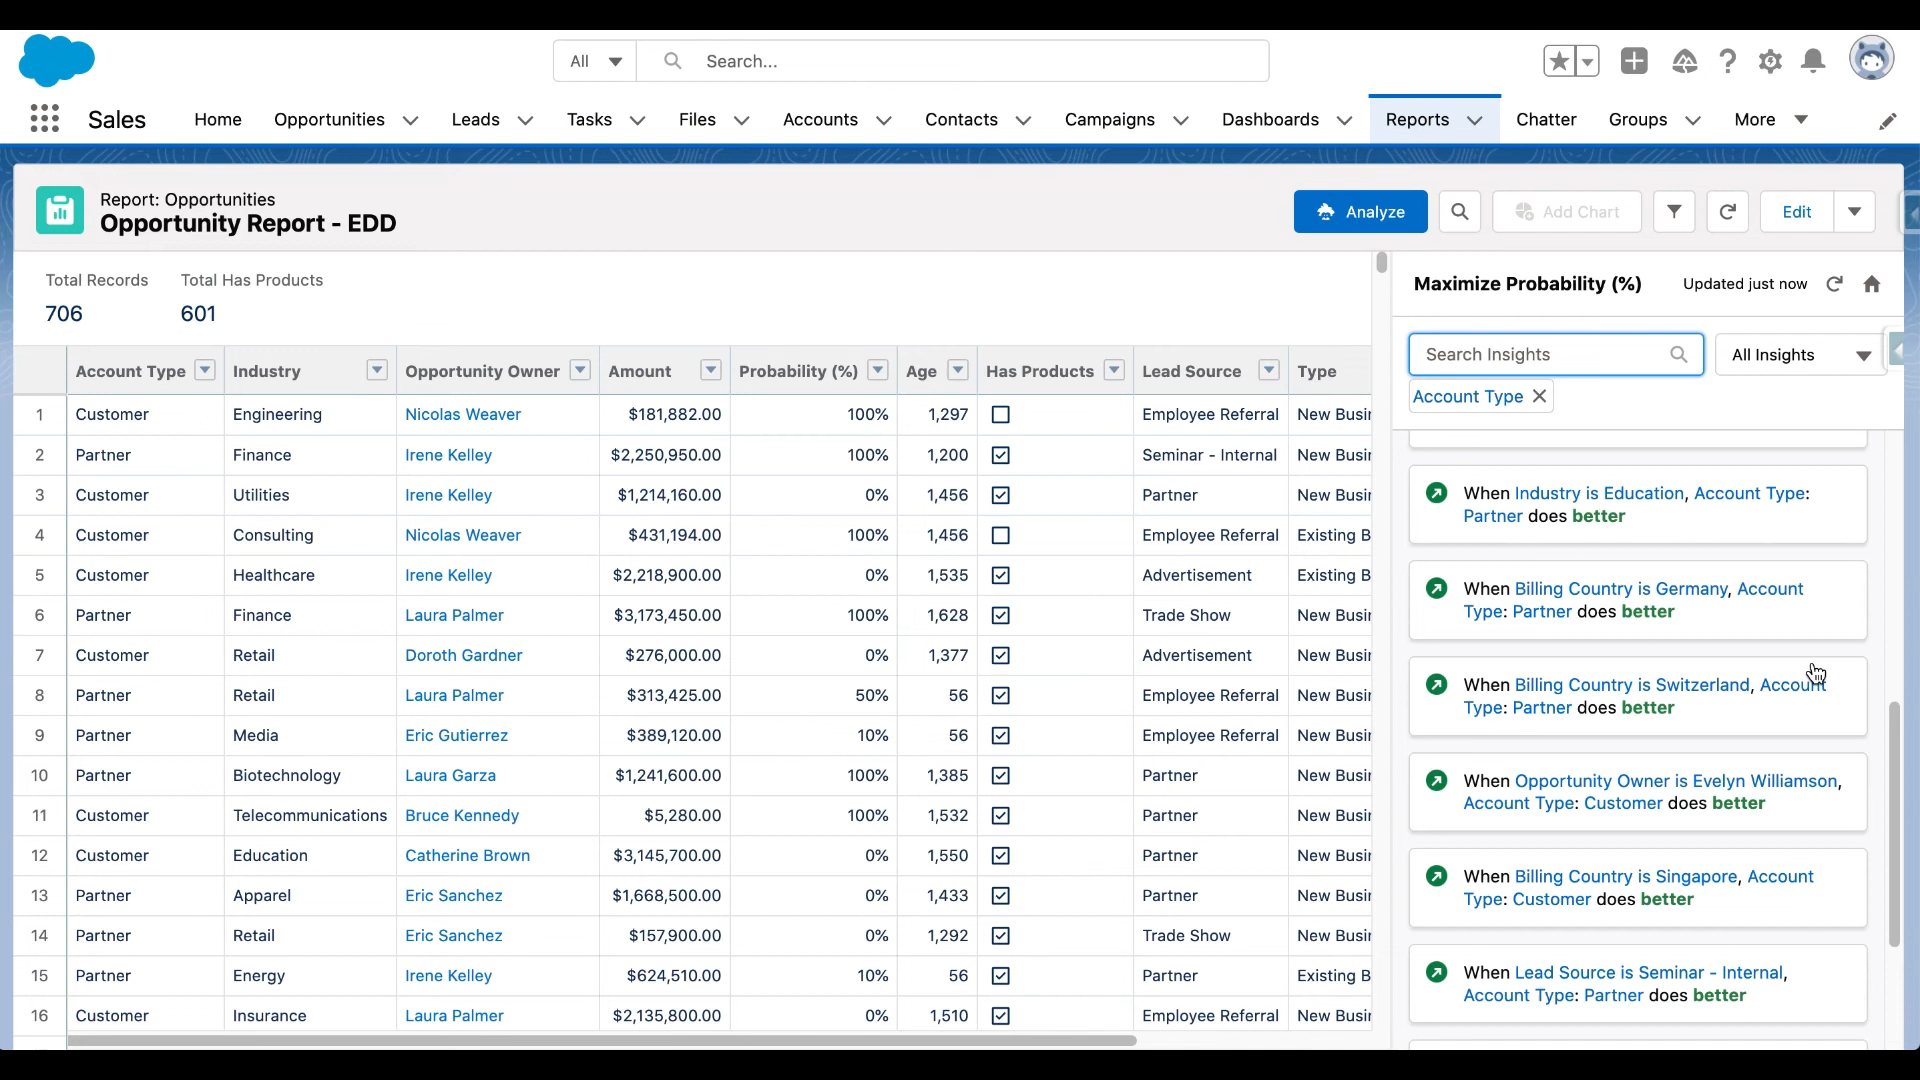 All
Search...
Sales
Home
Opportunities
Leads
Tasks
Files
Accounts
Contacts
Campaigns
Dashboards
Reports
Chatter
Groups
More
Report: Opportunities
Opportunity Report - EDD
Analyze
Add Chart
Edit
Total Records
Total Has Products
706
601
Account Type Industry Opportunity Owner Amount Probability (%) Age Has Products Lead Source Type
1 Customer Engineering Nicolas Weaver $181,882.00 100% 1,297 Employee Referral New Busi
2 Partner Finance Irene Kelley $2,250,950.00 100% 1,200 Seminar - Internal New Busi
3 Customer Utilities Irene Kelley $1,214,160.00 0% 1,456 Partner New Busi
4 Customer Consulting Nicolas Weaver $431,194.00 100% 1,456 Employee Referral Existing B
5 Customer Healthcare Irene Kelley $2,218,900.00 0% 1,535 Advertisement Existing B
6 Partner Finance Laura Palmer $3,173,450.00 100% 1,628 Trade Show New Busi
7 Customer Retail Doroth Gardner $276,000.00 0% 1,377 Advertisement New Busi
8 Partner Retail Laura Palmer $313,425.00 50% 56 Employee Referral New Busi
9 Partner Media Eric Gutierrez $389,120.00 10% 56 Employee Referral New Busi
10 Partner Biotechnology Laura Garza $1,241,600.00 100% 1,385 Partner New Busi
11 Customer Telecommunications Bruce Kennedy $5,280.00 100% 1,532 Partner New Busi
12 Customer Education Catherine Brown $3,145,700.00 0% 1,550 Partner New Busi
13 Partner Apparel Eric Sanchez $1,668,500.00 0% 1,433 Partner New Busi
14 Partner Retail Eric Sanchez $157,900.00 0% 1,292 Trade Show New Busi
15 Partner Energy Irene Kelley $624,510.00 10% 56 Partner Existing B
16 Customer Insurance Laura Palmer $2,135,800.00 0% 1,510 Employee Referral New Busi
Maximize Probability (%)
Updated just now
Search Insights
All Insights
Account Type
When Industry is Education, Account Type:
Partner does better
When Billing Country is Germany, Account
Type: Partner does better
When Billing Country is Switzerland, Account
Type: Partner does better
When Opportunity Owner is Evelyn Williamson,
Account Type: Customer does better
When Billing Country is Singapore, Account
Type: Customer does better
When Lead Source is Seminar - Internal,
Account Type: Partner does better